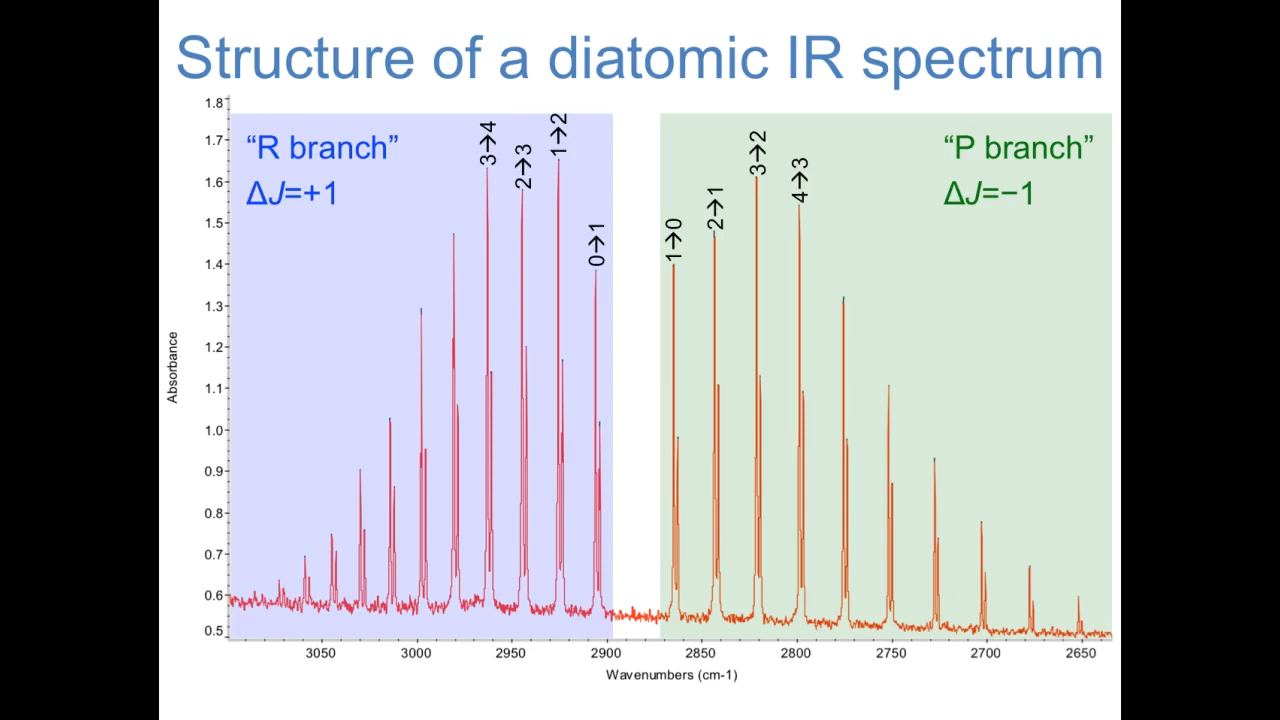 Structure of a diatomic IR spectrum
“R branch”
ΔJ=+1
“P branch”
ΔJ=−1
3→4
2→3
1→2
0→1
1→0
2→1
3→2
4→3
Absorbance
1.8
1.7
1.6
1.5
1.4
1.3
1.2
1.1
1.0
0.9
0.8
0.7
0.6
0.5
3050 3000 2950 2900 2850 2800 2750 2700 2650
Wavenumbers (cm-1)